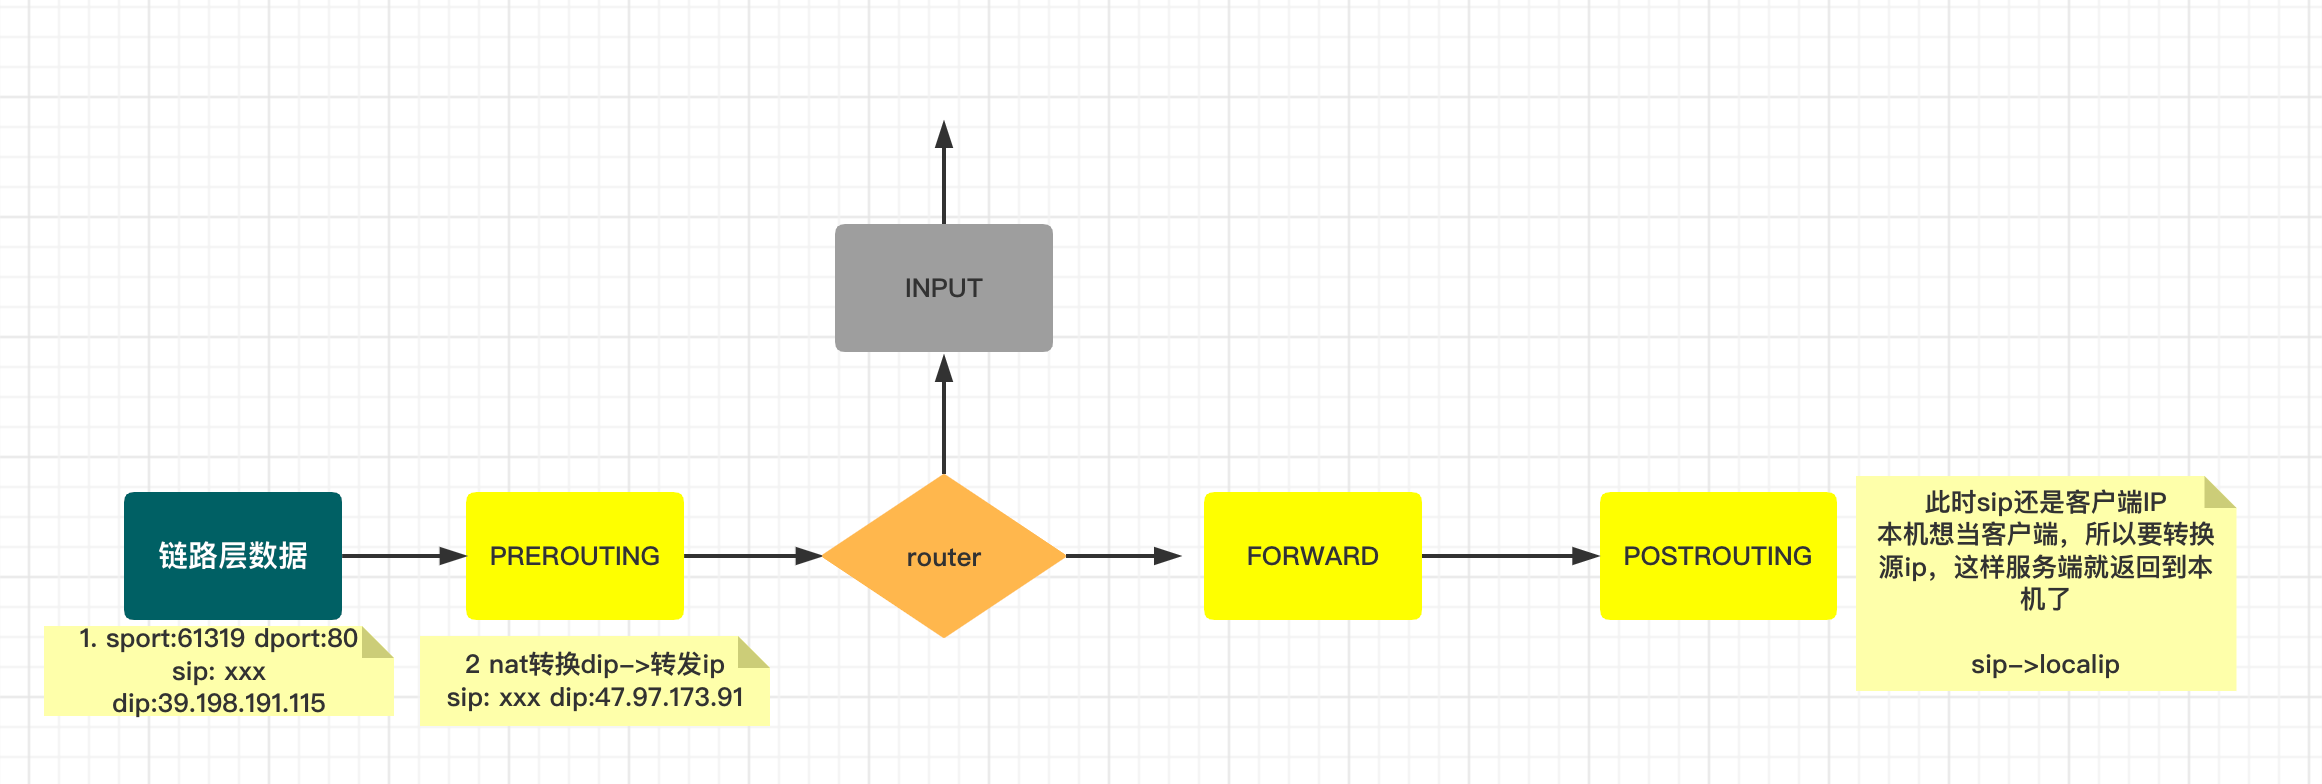 INPUT
链路层数据
PREROUTING
router
FORWARD
POSTROUTING
1. sport:61319 dport:80
sip: xxx
dip:39.198.191.115
2 nat转换dip->转发ip
sip: xxx dip:47.97.173.91
此时sip还是客户端IP
本机想当客户端，所以要转换
源ip，这样服务端就返回到本
机了
sip->localip